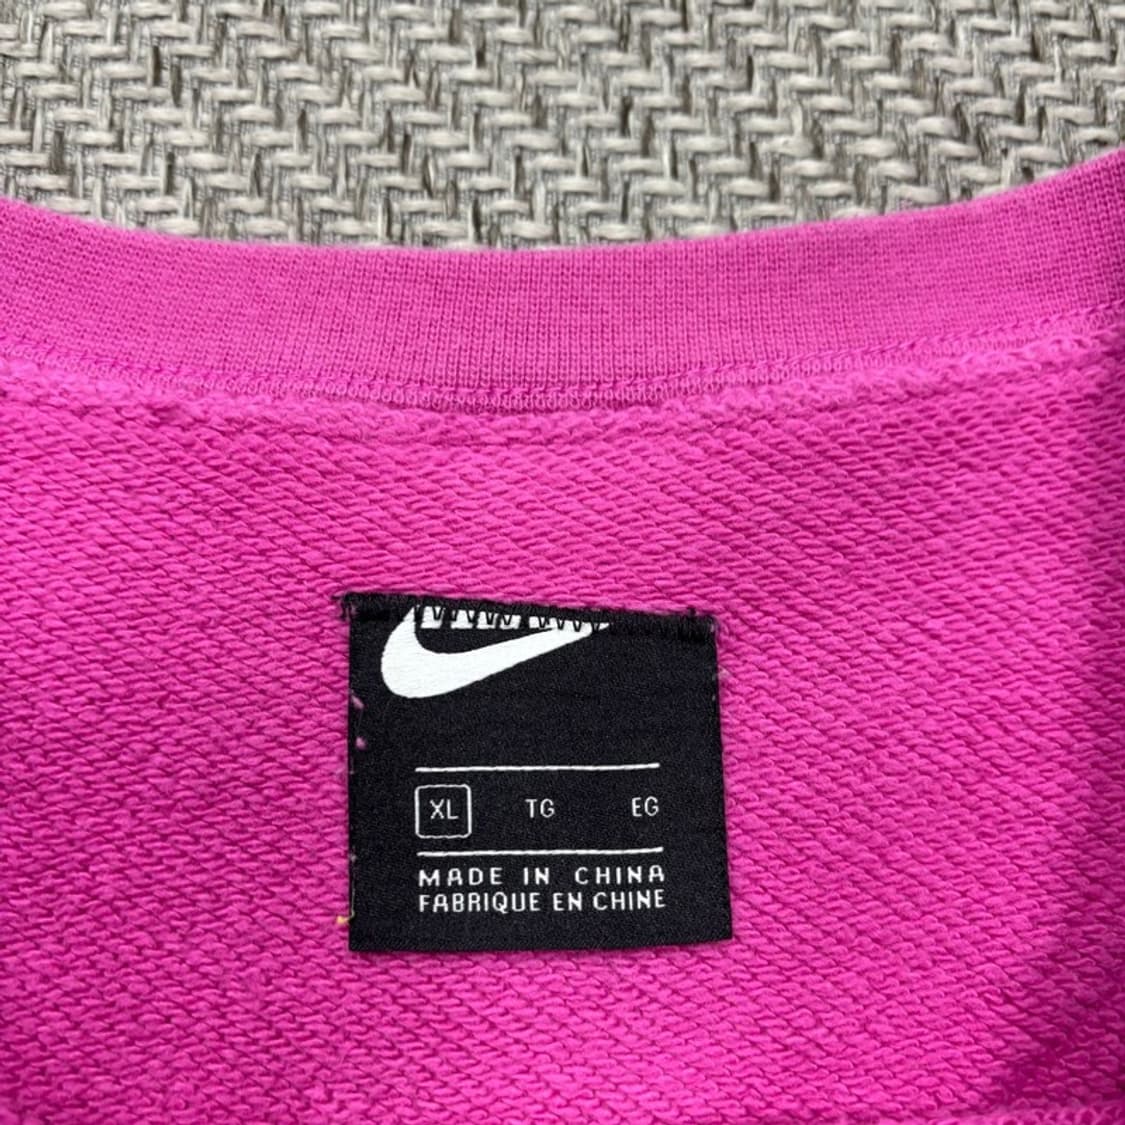 XL TG EG
MADE IN CHINA
FABRIQUE EN CHINE